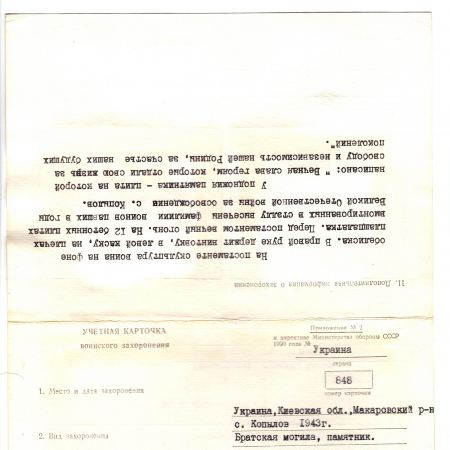 11. Дополнительная информация о захоронении
На постаменте скульптура воина на фоне
обелиска. В правой руке держит винтовку, в левой каску, на плечах
плащпалатка. Перед постаментом вечный огонь. На 12 бетонных плитах
вмонтированных в стелу высечены фамилии воинов павших в годы
Великой Отечественной войны за освобождение с. Копылов.
У подножия памятника - плита на которой
написано: " Вечная слава героям, которые отдали свою жизнь за
свободу и независимость нашей Родины, за счастье наших будущих
поколений".
УЧЕТНАЯ КАРТОЧКА
воинского захоронения
Приложение № 2
к директиве Министерства обороны СССР
1990 года №
Украина
страна
848
номер карточки
1. Место и дата захоронения
Украина,Киевская обл.,Макаровский р-н
с. Копылов 1943г.
2. Вид захоронения
Братская могила, памятник.